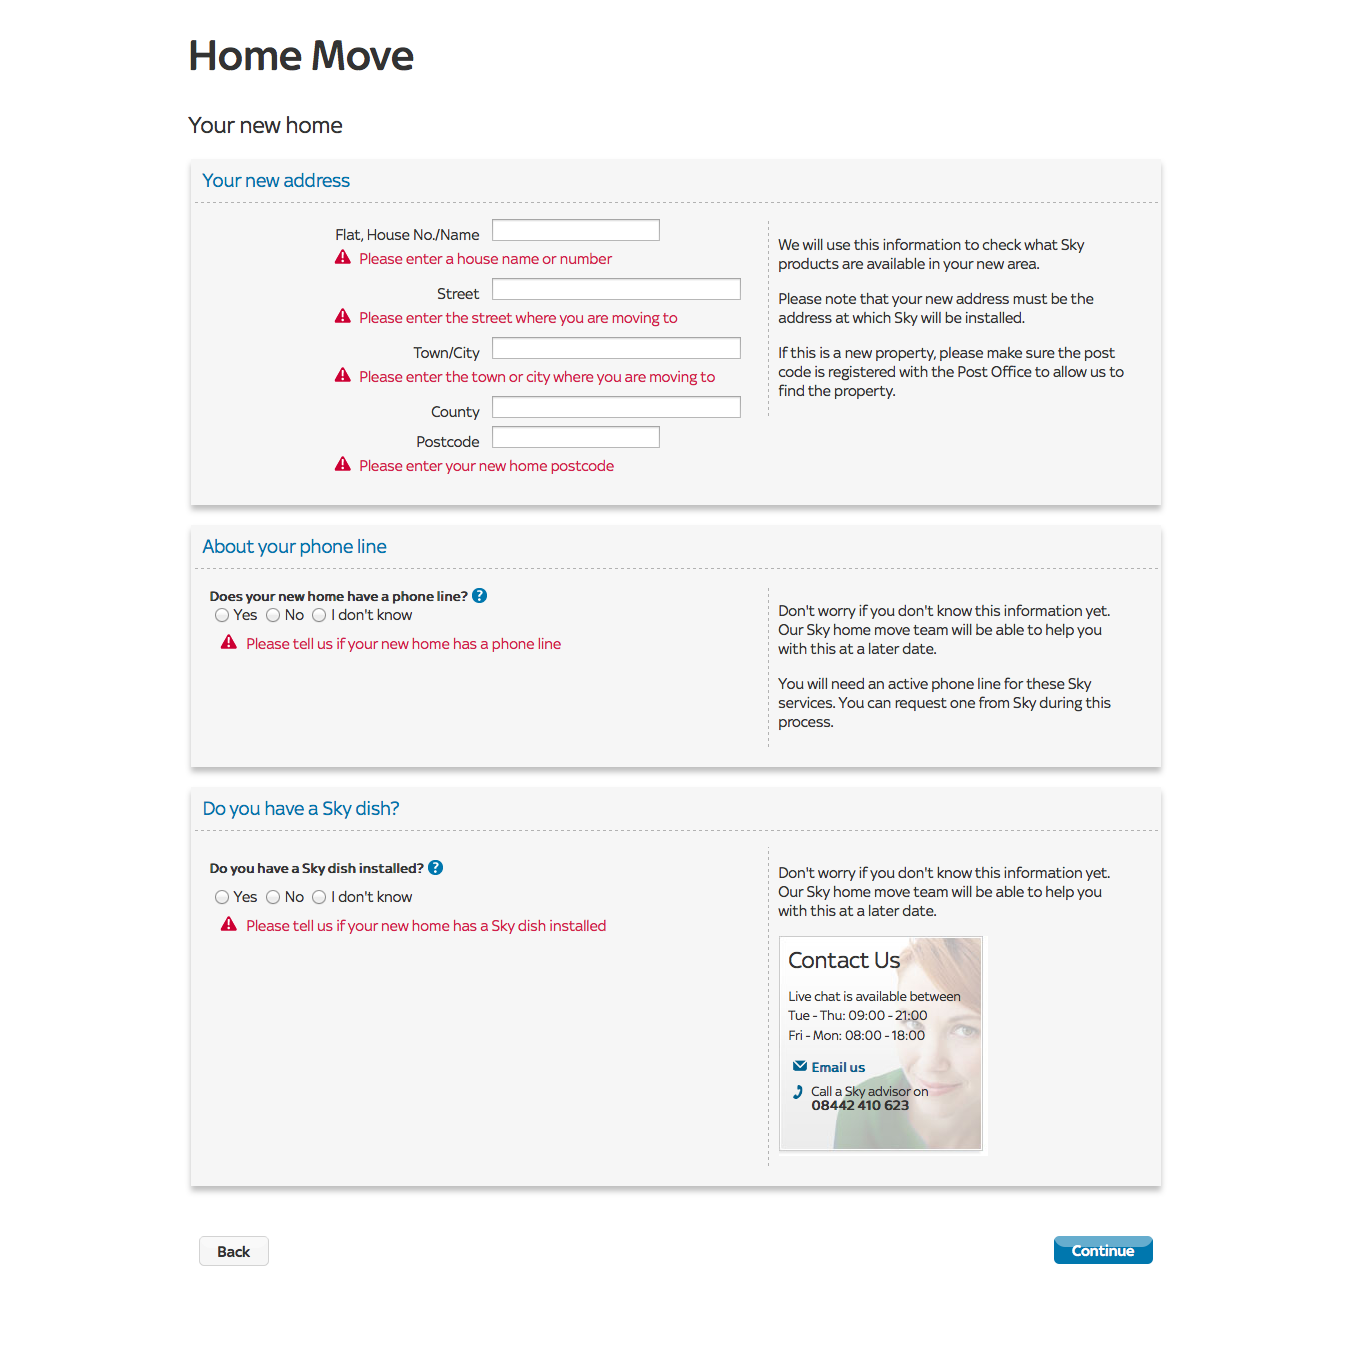 Home Move
Your new home
Your new address
Flat, House No./Name
Please enter a house name or number
Street
Please enter the street where you are moving to
Town/City
Please enter the town or city where you are moving to
County
Postcode
Please enter your new home postcode
We will use this information to check what Sky
products are available in your new area.
Please note that your new address must be the
address at which Sky will be installed.
If this is a new property, please make sure the post
code is registered with the Post Office to allow us to
find the property.
About your phone line
Does your new home have a phone line? ?
Yes No I don't know
Please tell us if your new home has a phone line
Don't worry if you don't know this information yet.
Our Sky home move team will be able to help you
with this at a later date.
You will need an active phone line for these Sky
services. You can request one from Sky during this
process.
Do you have a Sky dish?
Do you have a Sky dish installed? ?
Yes No I don't know
Please tell us if your new home has a Sky dish installed
Don't worry if you don't know this information yet.
Our Sky home move team will be able to help you
with this at a later date.
Contact Us
Live chat is available between
Tue - Thu: 09:00 - 21:00
Fri - Mon: 08:00 - 18:00
Email us
Call a Sky advisor on
08442 410 623
Back
Continue